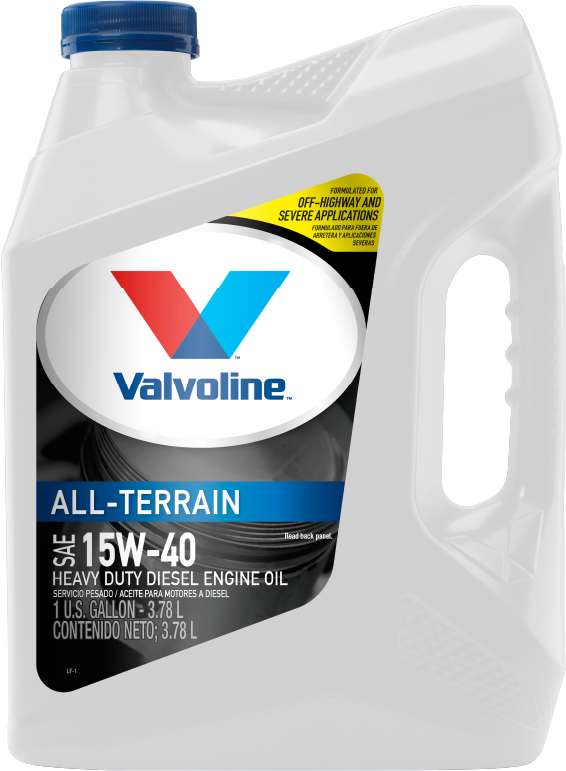 FORMULATED FOR
OFF-HIGHWAY AND
SEVERE APPLICATIONS
FORMULADO PARA FUERA DE
ARRETERA Y APLICACIONES
SEVERAS
V
™
Valvoline™
ALL-TERRAIN
Read back panel.
SAE 15W-40
HEAVY DUTY DIESEL ENGINE OIL
SERVICIO PESADO / ACEITE PARA MOTORES A DIESEL
1 U.S. GALLON - 3.78 L
CONTENIDO NETO; 3.78 L
LF-1